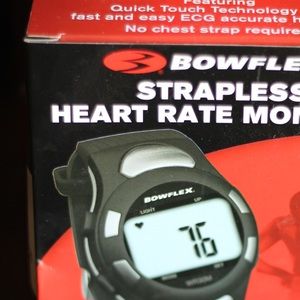 Featuring
Quick Touch Technology
fast and easy ECG accurate h
No chest strap require
BOWFLE
STRAPLESS
HEART RATE MON
BOWFLEX
LIGHT
UP
76